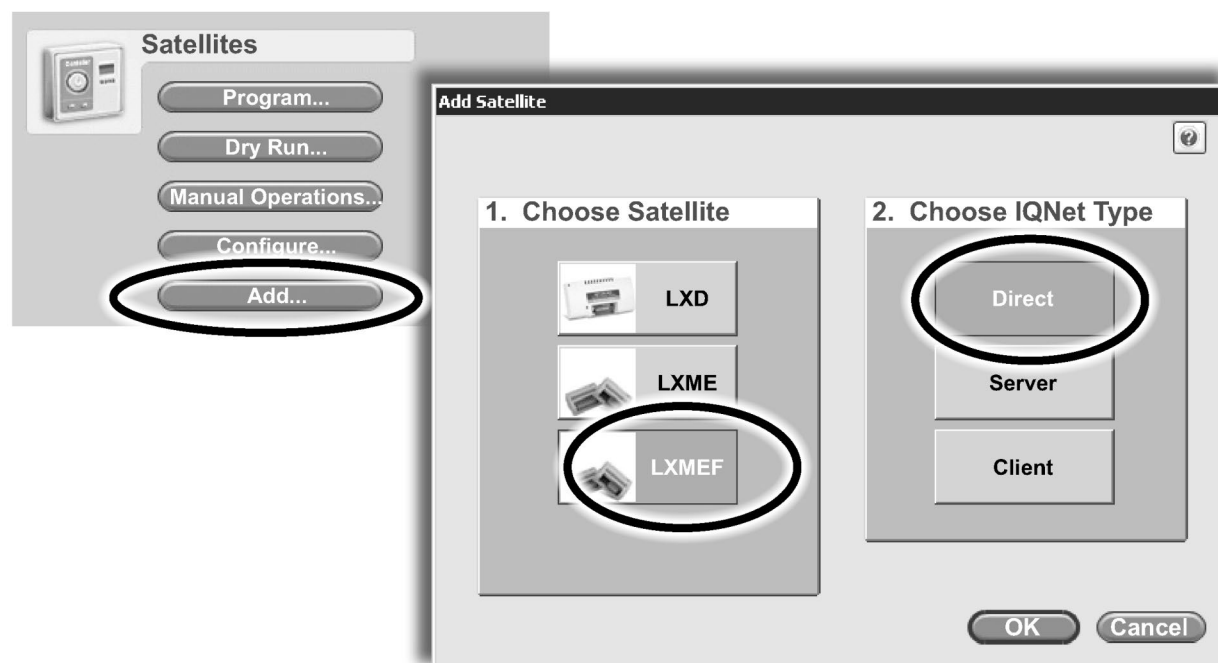 Satellites
Program...
Dry Run...
Manual Operations...
Configure...
Add...
Add Satellite
?
1. Choose Satellite
LXD
LXME
LXMEF
2. Choose IQNet Type
Direct
Server
Client
OK
Cancel